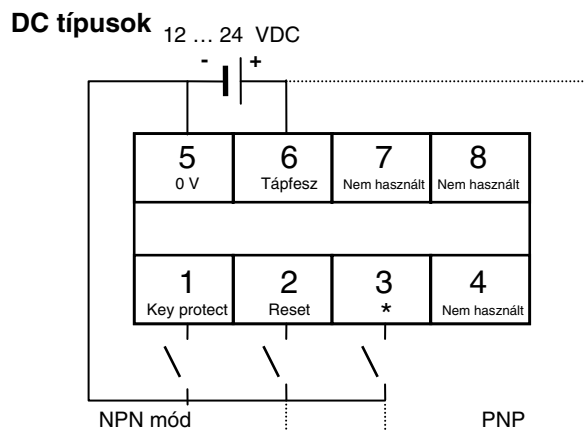 DC típusok
12 … 24 VDC
- +
5 6 7 8
0 V Tápfesz Nem használt Nem használt
1 2 3 4
Key protect Reset * Nem használt
NPN mód PNP